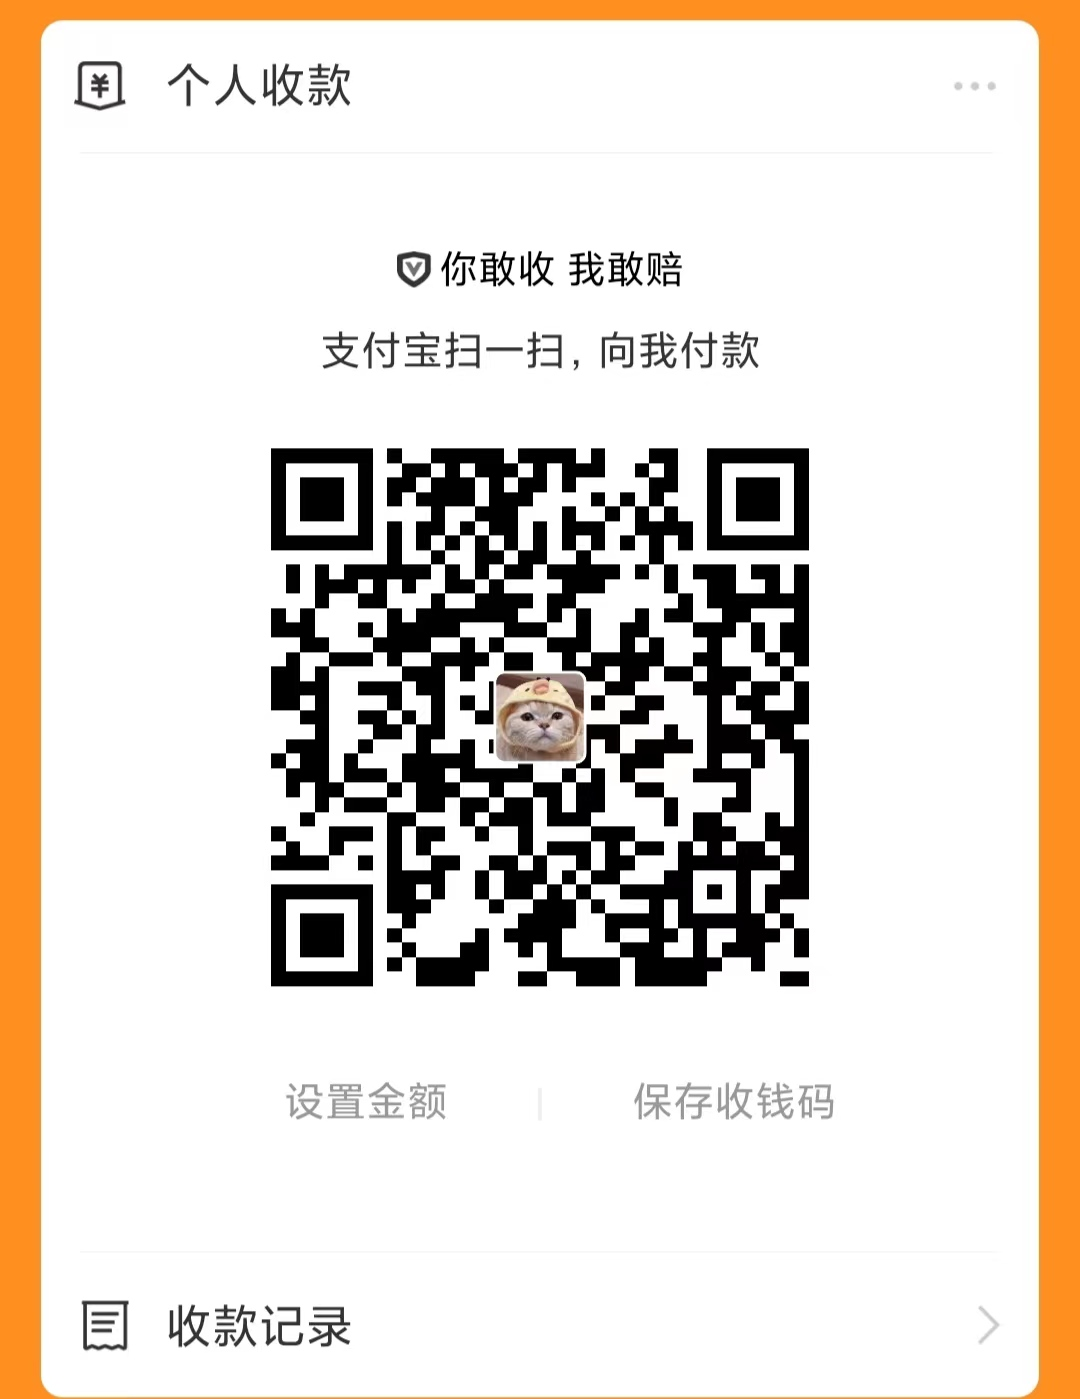 个人收款
你敢收 我敢赔
支付宝扫一扫，向我付款
设置金额
保存收钱码
收款记录